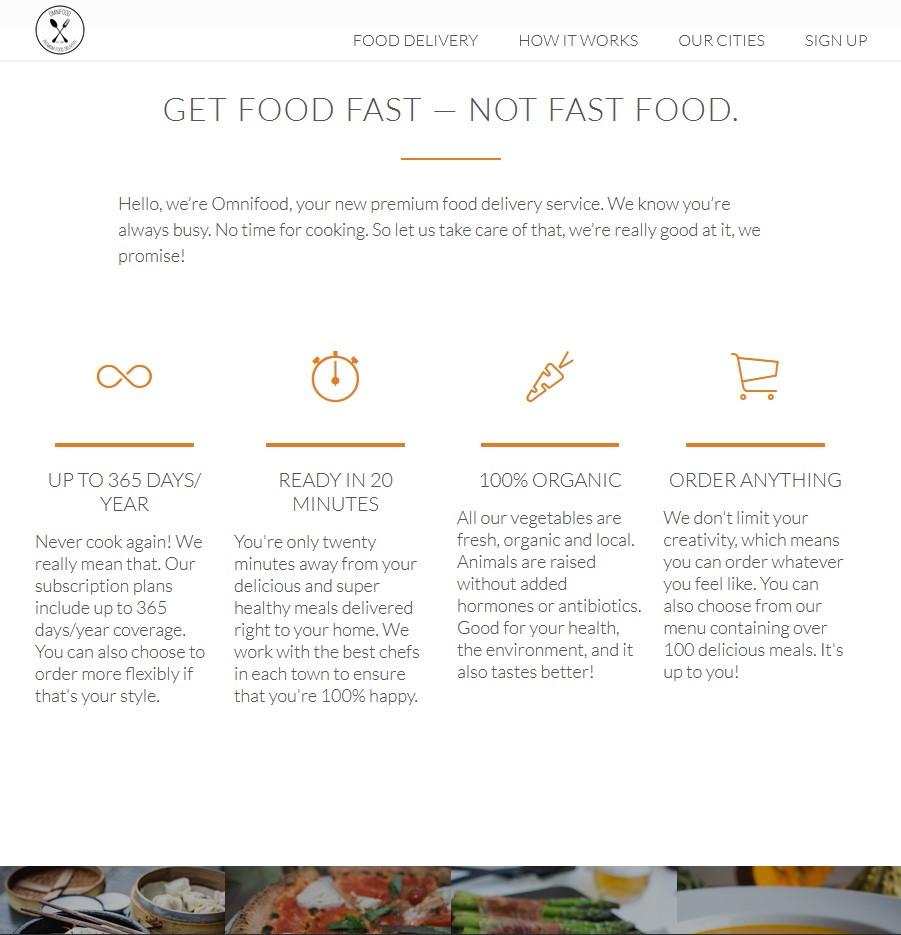 OMNIFOOD
PREMIUM FOOD DELIVERY
FOOD DELIVERY HOW IT WORKS OUR CITIES SIGN UP
GET FOOD FAST — NOT FAST FOOD.
Hello, we’re Omnifood, your new premium food delivery service. We know you’re
always busy. No time for cooking. So let us take care of that, we’re really good at it, we
promise!
UP TO 365 DAYS/
YEAR
Never cook again! We
really mean that. Our
subscription plans
include up to 365
days/year coverage.
You can also choose to
order more flexibly if
that's your style.
READY IN 20
MINUTES
You're only twenty
minutes away from your
delicious and super
healthy meals delivered
right to your home. We
work with the best chefs
in each town to ensure
that you're 100% happy.
100% ORGANIC
All our vegetables are
fresh, organic and local.
Animals are raised
without added
hormones or antibiotics.
Good for your health,
the environment, and it
also tastes better!
ORDER ANYTHING
We don't limit your
creativity, which means
you can order whatever
you feel like. You can
also choose from our
menu containing over
100 delicious meals. It's
up to you!